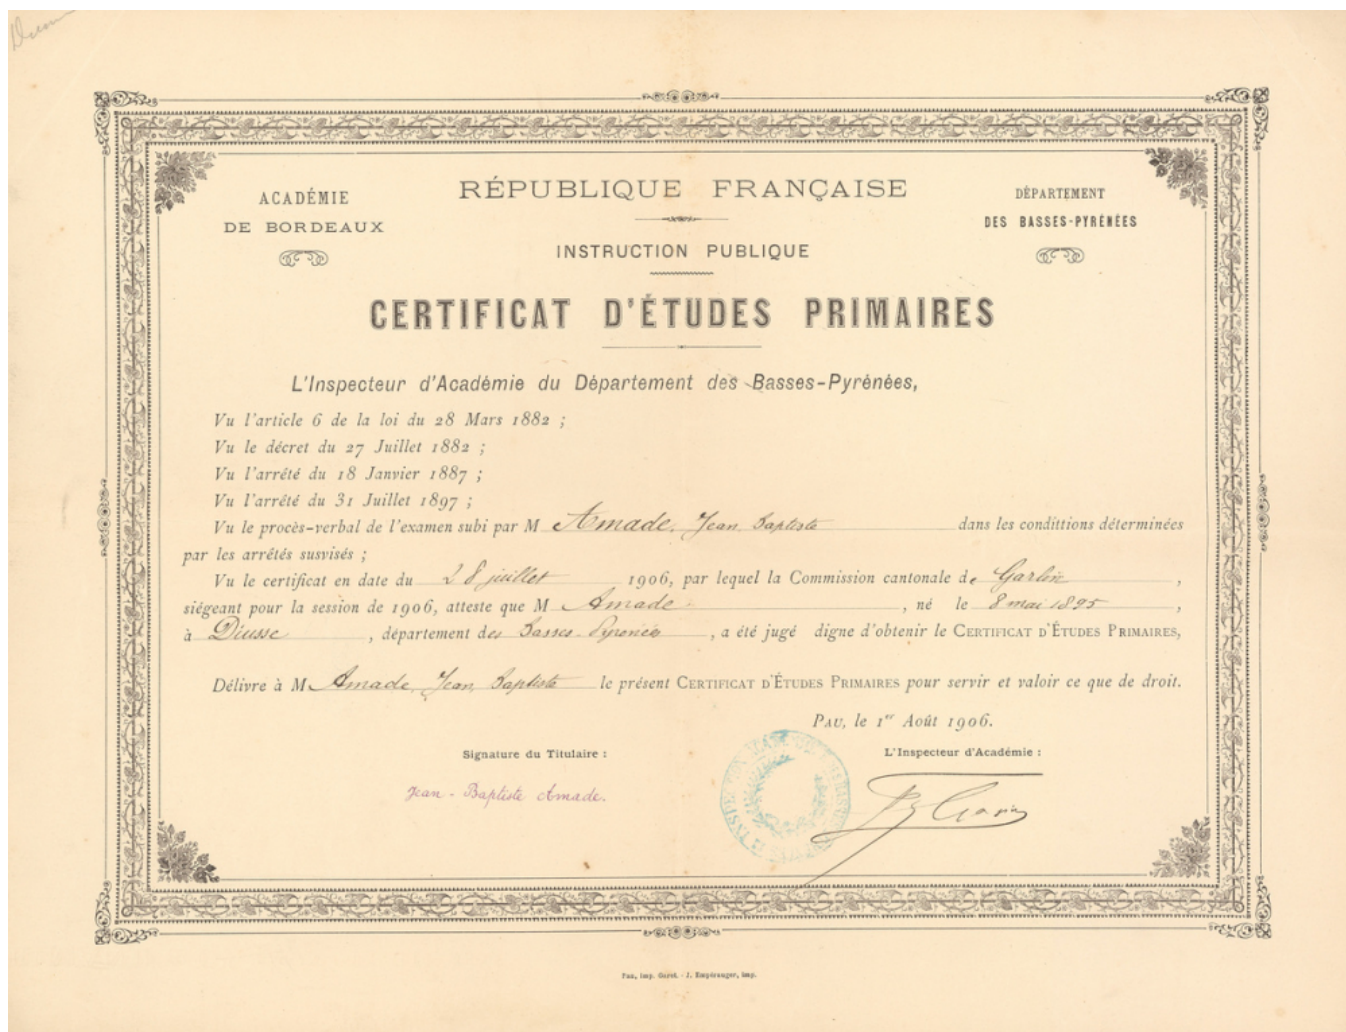 ACADÉMIE
DE BORDEAUX
RÉPUBLIQUE FRANÇAISE
INSTRUCTION PUBLIQUE
DÉPARTEMENT
DES BASSES-PYRÉNÉES
CERTIFICAT D'ÉTUDES PRIMAIRES
L'Inspecteur d'Académie du Département des Basses-Pyrénées,
Vu l'article 6 de la loi du 28 Mars 1882 ;
Vu le décret du 27 Juillet 1882 ;
Vu l'arrêté du 18 Janvier 1887 ;
Vu l'arrêté du 31 Juillet 1897 ;
Vu le procès-verbal de l'examen subi par M Amade, Jean Baptiste dans les condittions déterminées
par les arrêtés susvisés ;
Vu le certificat en date du 28 juillet 1906, par lequel la Commission cantonale de Garlin ,
siégeant pour la session de 1906, atteste que M Amade , né le 8 mai 1895 ,
à Diusse , département des Basses-Pyrénées , a été jugé digne d'obtenir le CERTIFICAT D'ÉTUDES PRIMAIRES,
Délivre à M Amade, Jean Baptiste le présent CERTIFICAT D'ÉTUDES PRIMAIRES pour servir et valoir ce que de droit.
PAU, le 1er Août 1906.
Signature du Titulaire :
L'Inspecteur d'Académie :
Jean-Baptiste Amade.
Pau, imp. Garet. - J. Empérauger, imp.